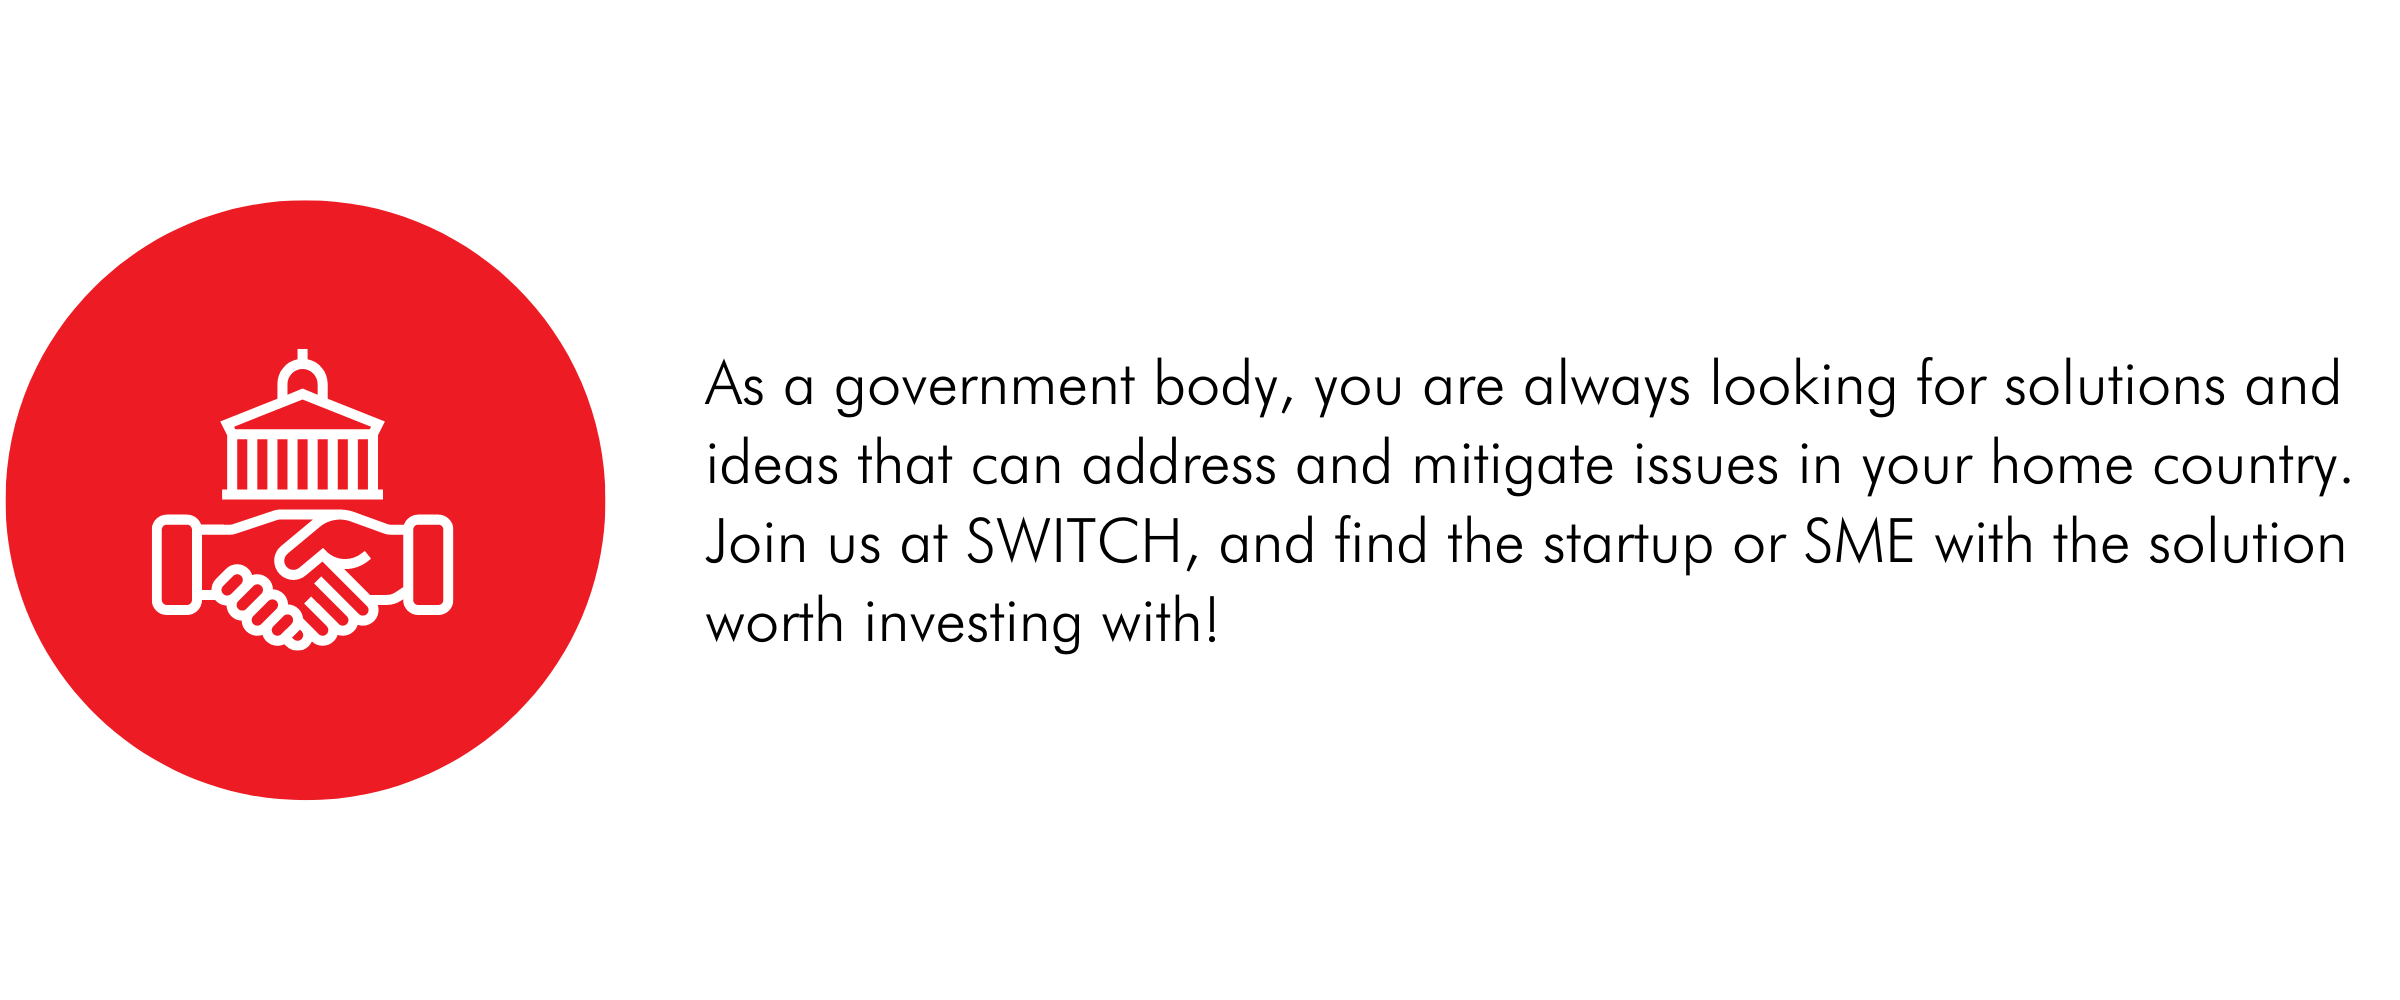 As a government body, you are always looking for solutions and
ideas that can address and mitigate issues in your home country.
Join us at SWITCH, and find the startup or SME with the solution
worth investing with!